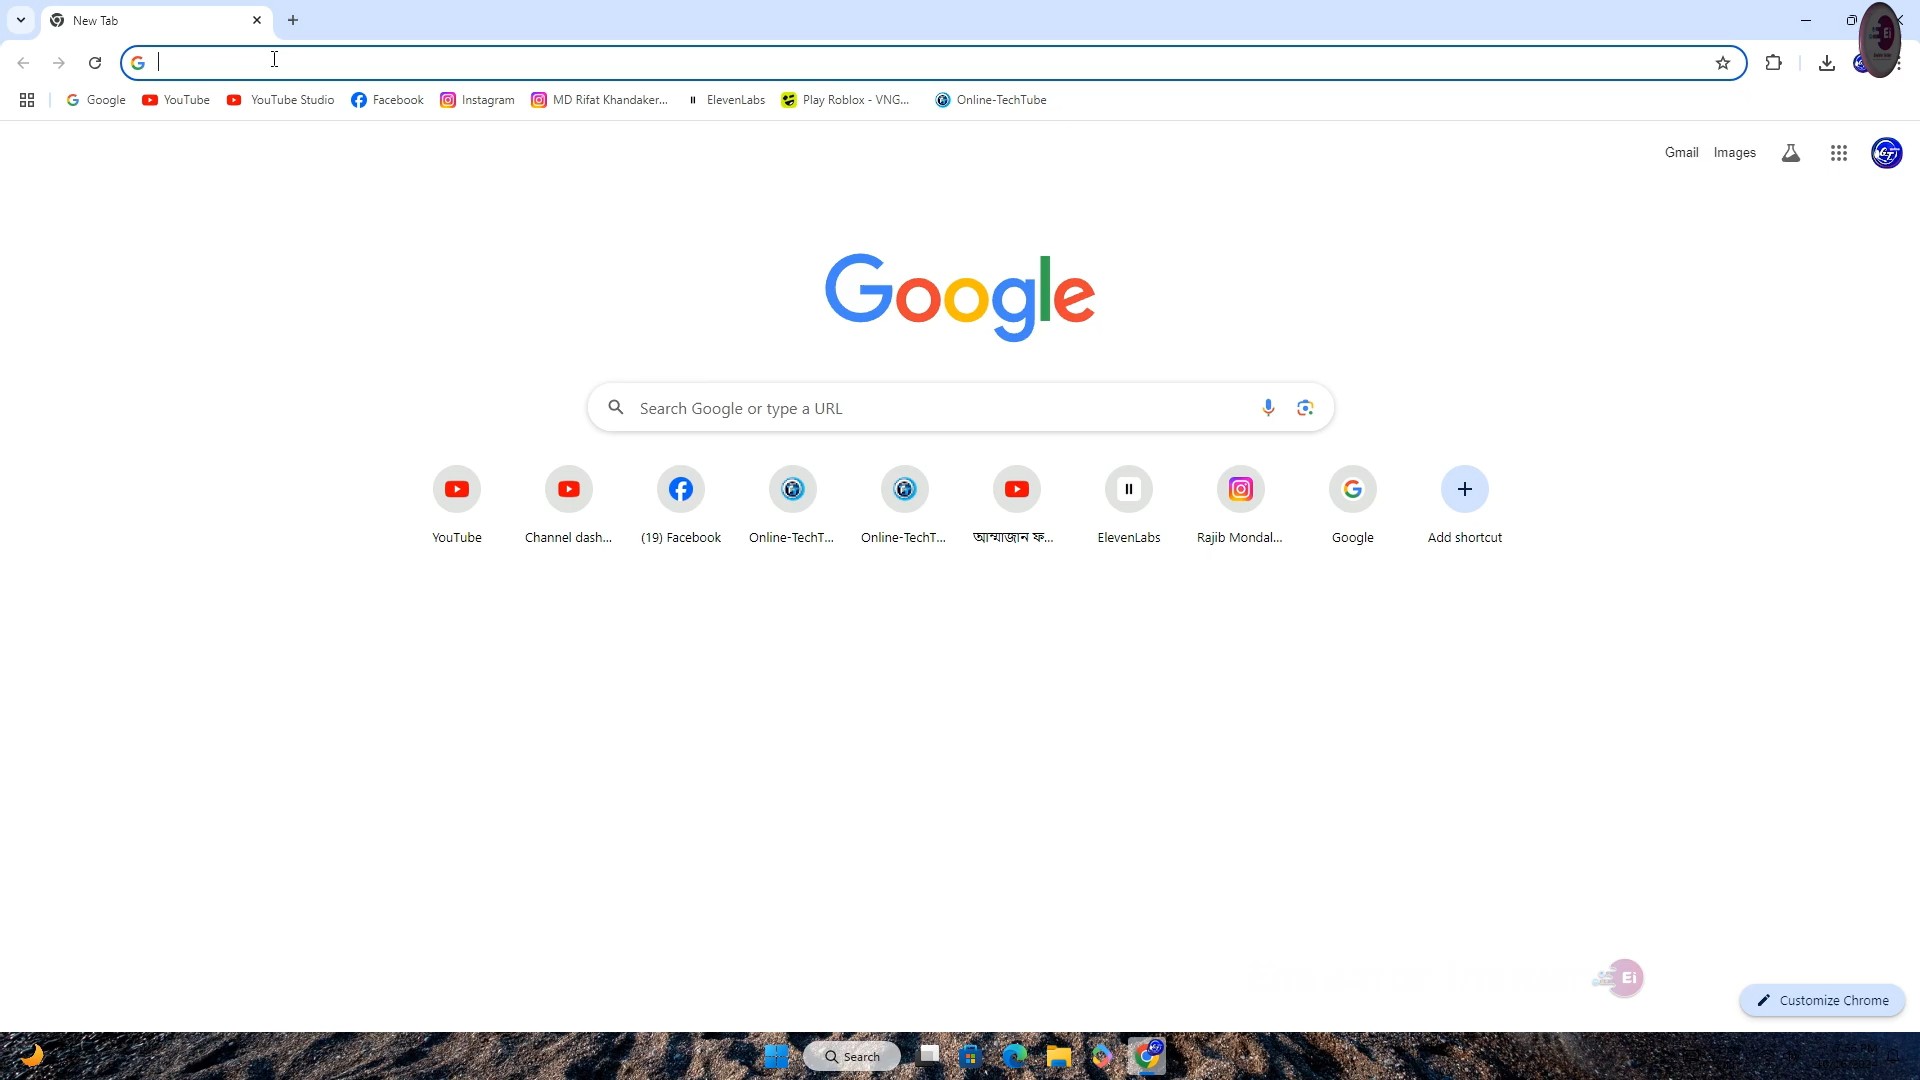 New Tab
Google
YouTube
YouTube Studio
Facebook
Instagram
MD Rifat Khandaker...
ElevenLabs
Play Roblox - VNG...
Online-TechTube
Gmail
Images
Google
Search Google or type a URL
YouTube
Channel dash...
(19) Facebook
Online-TechT...
Online-TechT...
আম্মাজান ফ...
ElevenLabs
Rajib Mondal...
Google
Add shortcut
Ei
Customize Chrome
Search